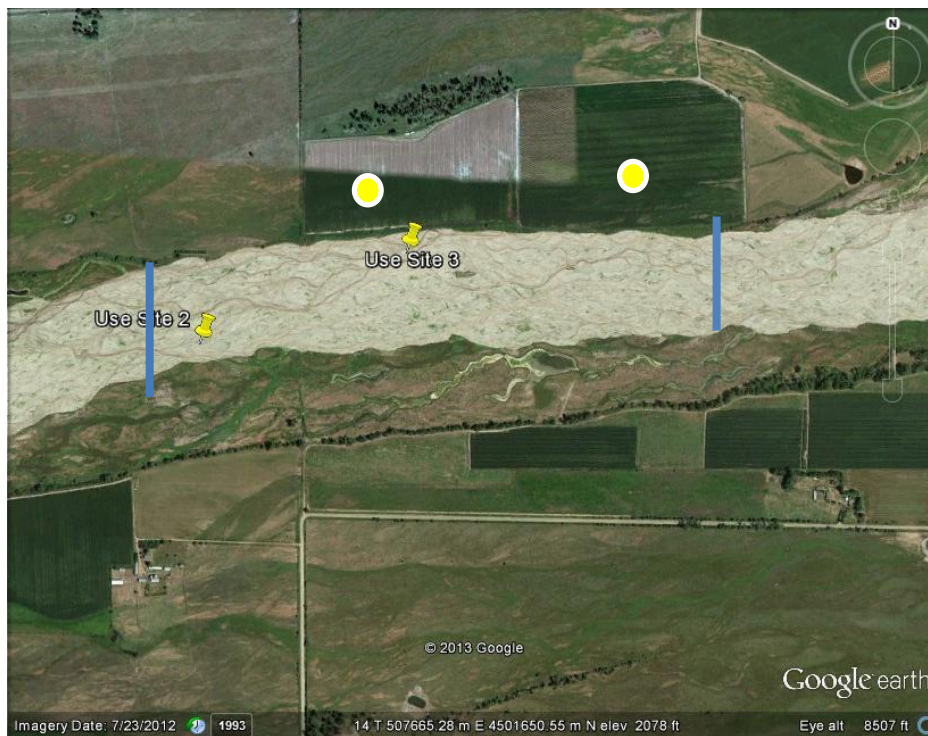 N
Use Site 3
Use Site 2
© 2013 Google
Google earth
Imagery Date: 7/23/2012 1993 14 T 507665.28 m E 4501650.55 m N elev 2078 ft Eye alt 8507 ft